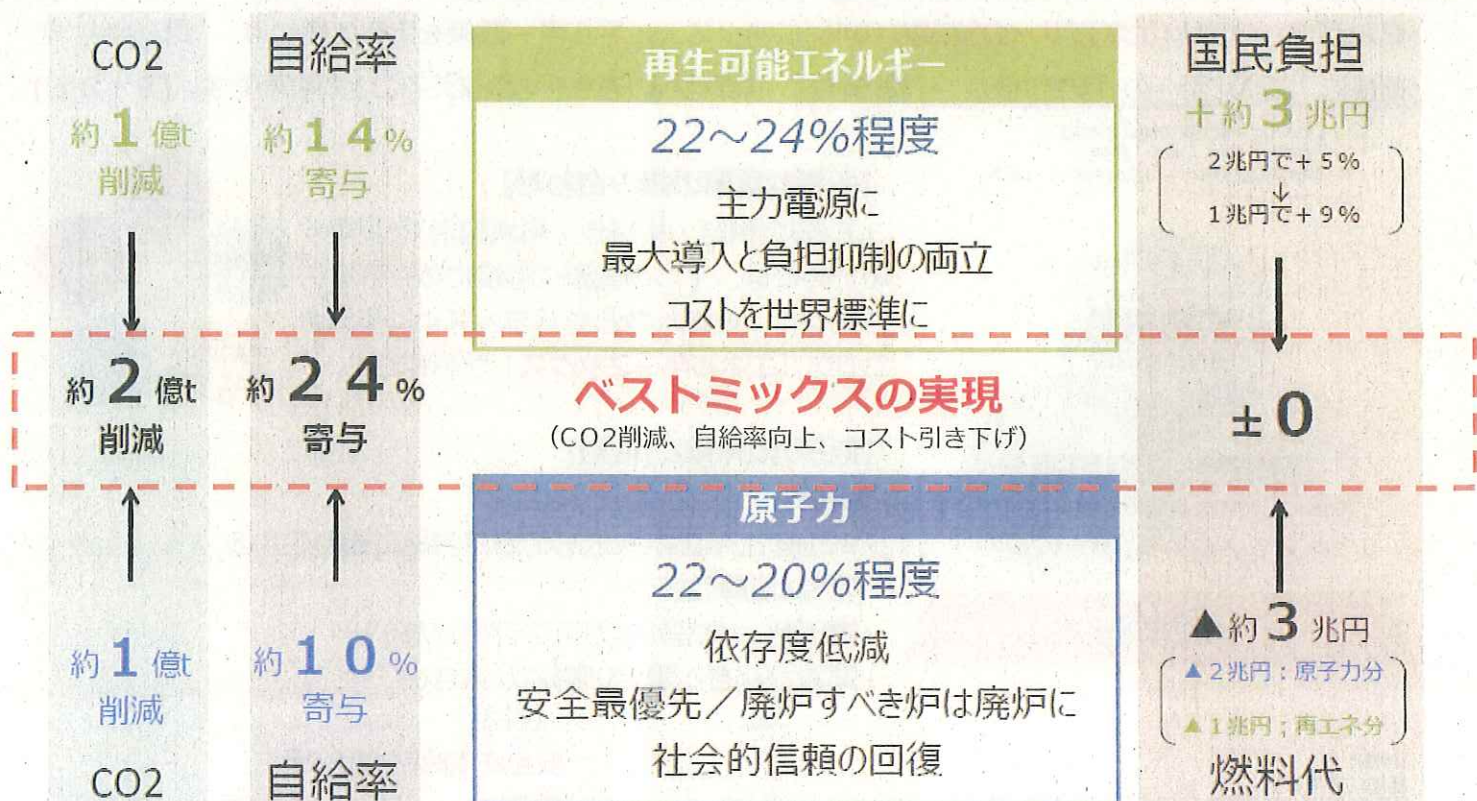 CO2
約1億t
削減
自給率
約14%
寄与
再生可能エネルギー
22～24%程度
主力電源に
最大導入と負担抑制の両立
コストを世界標準に
国民負担
＋約3兆円
2兆円で+5%
↓
1兆円で+9%
約2億t
削減
約24%
寄与
ベストミックスの実現
（CO2削減、自給率向上、コスト引き下げ）
±0
原子力
22～20%程度
依存度低減
安全最優先／廃炉すべき炉は廃炉に
社会的信頼の回復
約1億t
削減
CO2
約10%
寄与
自給率
▲約3兆円
▲2兆円：原子力分
▲1兆円；再エネ分
燃料代